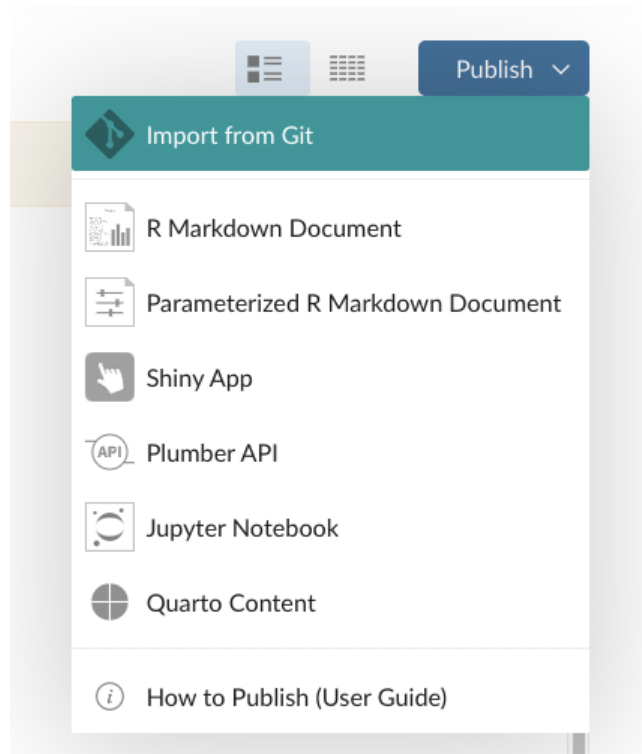 Publish
Import from Git
R Markdown Document
Parameterized R Markdown Document
Shiny App
API
Plumber API
Jupyter Notebook
Quarto Content
i
How to Publish (User Guide)